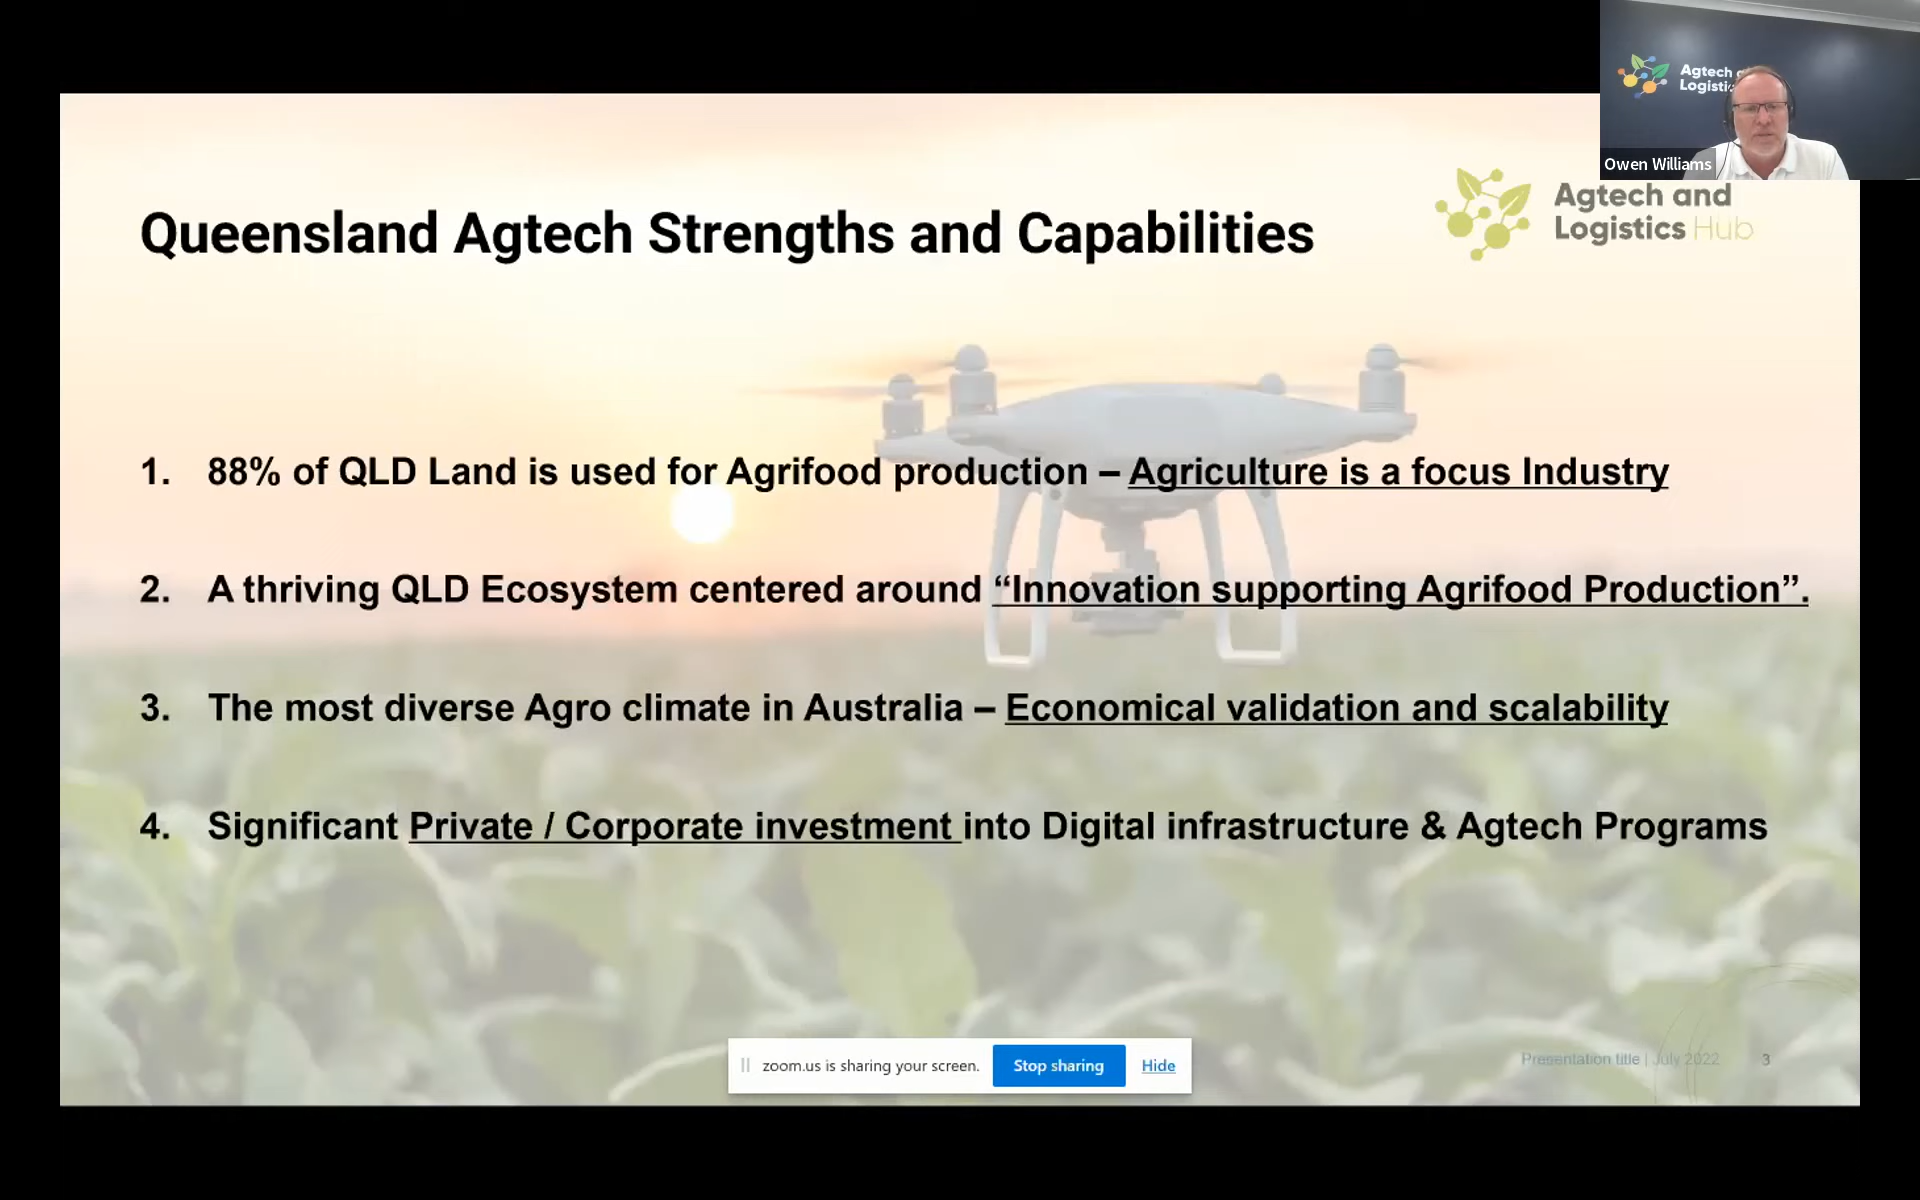 Agtech
Logisti
Owen Williams
Agtech and
Logistics Hub
Queensland Agtech Strengths and Capabilities
1. 88% of QLD Land is used for Agrifood production – Agriculture is a focus Industry
2. A thriving QLD Ecosystem centered around “Innovation supporting Agrifood Production”.
3. The most diverse Agro climate in Australia – Economical validation and scalability
4. Significant Private / Corporate investment into Digital infrastructure & Agtech Programs
zoom.us is sharing your screen. Stop sharing Hide
Presentation title | July 2022 3